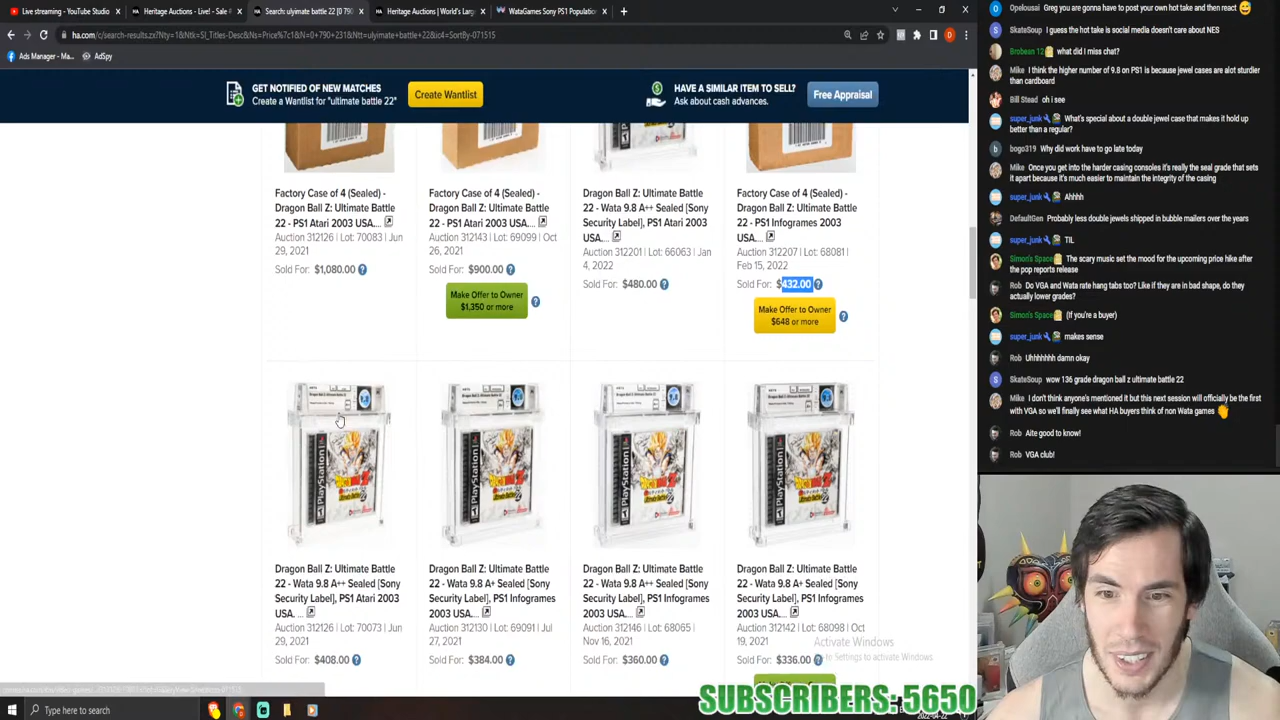 Live streaming - YouTube Studio
Heritage Auctions - Live! - Sale #
Search: ulyimate battle 22 [0 790
Heritage Auctions | World's Larg
WataGames Sony PS1 Population
ha.com/c/search-results.zx?Nty=1&Ntk=SI_Titles-Desc&Ns=Price%7c1&N=0+790+231&Ntt=ulyimate+battle+22&ic4=SortBy-071515
Ads Manager - Ma...
AdSpy
GET NOTIFIED OF NEW MATCHES
Create a Wantlist for "ultimate battle 22"
Create Wantlist
HAVE A SIMILAR ITEM TO SELL?
Ask about cash advances.
Free Appraisal
Factory Case of 4 (Sealed) -
Dragon Ball Z: Ultimate Battle
22 - PS1 Atari 2003 USA....
Auction 312126 | Lot: 70083 | Jun
29, 2021
Sold For: $1,080.00
Factory Case of 4 (Sealed) -
Dragon Ball Z: Ultimate Battle
22 - PS1 Atari 2003 USA....
Auction 312143 | Lot: 69099 | Oct
26, 2021
Sold For: $900.00
Make Offer to Owner
$1,350 or more
Dragon Ball Z: Ultimate Battle
22 - Wata 9.8 A++ Sealed [Sony
Security Label], PS1 Atari 2003
USA....
Auction 312201 | Lot: 66063 | Jan
4, 2022
Sold For: $480.00
Factory Case of 4 (Sealed) -
Dragon Ball Z: Ultimate Battle
22 - PS1 Infogrames 2003
USA....
Auction 312207 | Lot: 68081 |
Feb 15, 2022
Sold For: $432.00
Make Offer to Owner
$648 or more
Dragon Ball Z: Ultimate Battle
22 - Wata 9.8 A++ Sealed [Sony
Security Label], PS1 Atari 2003
USA. ...
Auction 312126 | Lot: 70073 | Jun
29, 2021
Sold For: $408.00
Dragon Ball Z: Ultimate Battle
22 - Wata 9.8 A+ Sealed [Sony
Security Label], PS1 Infogrames
2003 USA. ...
Auction 312130 | Lot: 69091 | Jul
27, 2021
Sold For: $384.00
Dragon Ball Z: Ultimate Battle
22 - Wata 9.8 A++ Sealed [Sony
Security Label], PS1 Infogrames
2003 USA. ...
Auction 312146 | Lot: 68065 |
Nov 16, 2021
Sold For: $360.00
Dragon Ball Z: Ultimate Battle
22 - Wata 9.8 A+ Sealed [Sony
Security Label], PS1 Infogrames
2003 USA. ...
Auction 312142 | Lot: 68098 | Oct
19, 2021
Sold For: $336.00
Activate Windows
to Settings to activate Windows
Type here to search
SUBSCRIBERS: 5650
2022-04-22
Opelousai Greg you are gonna have to post your own hot take and then react
SkateSoup I guess the hot take is social media doesn't care about NES
Brobean 12 what did I miss chat?
Mike I think the higher number of 9.8 on PS1 is because jewel cases are alot sturdier
than cardboard
Bill Stead oh i see
super_junk What's special about a double jewel case that makes it hold up
better than a regular?
bogo319 Why did work have to go late today
Mike Once you get into the harder casing consoles it's really the seal grade that sets
it apart because it's much easier to maintain the integrity of the casing
super_junk Ahhhh
DefaultGen Probably less double jewels shipped in bubble mailers over the years
super_junk TIL
Simon's Space The scary music set the mood for the upcoming price hike after
the pop reports release
Rob Do VGA and Wata rate hang tabs too? Like if they are in bad shape, do they
actually lower grades?
Simon's Space (If you're a buyer)
super_junk makes sense
Rob Uhhhhhhh damn okay
SkateSoup wow 136 grade dragon ball z ultimate battle 22
Mike I don't think anyone's mentioned it but this next session will officially be the first
with VGA so we'll finally see what HA buyers think of non Wata games
Rob Aite good to know!
Rob VGA club!